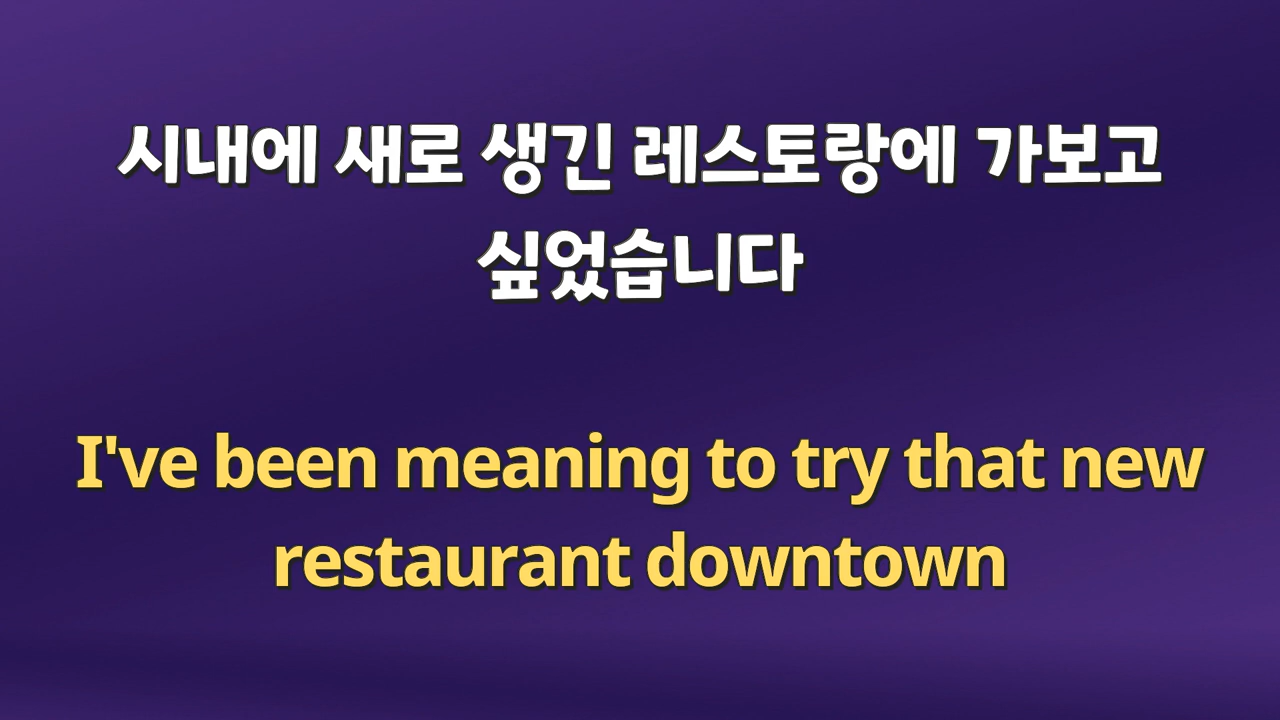 시내에 새로 생긴 레스토랑에 가보고
싶었습니다
I've been meaning to try that new
restaurant downtown